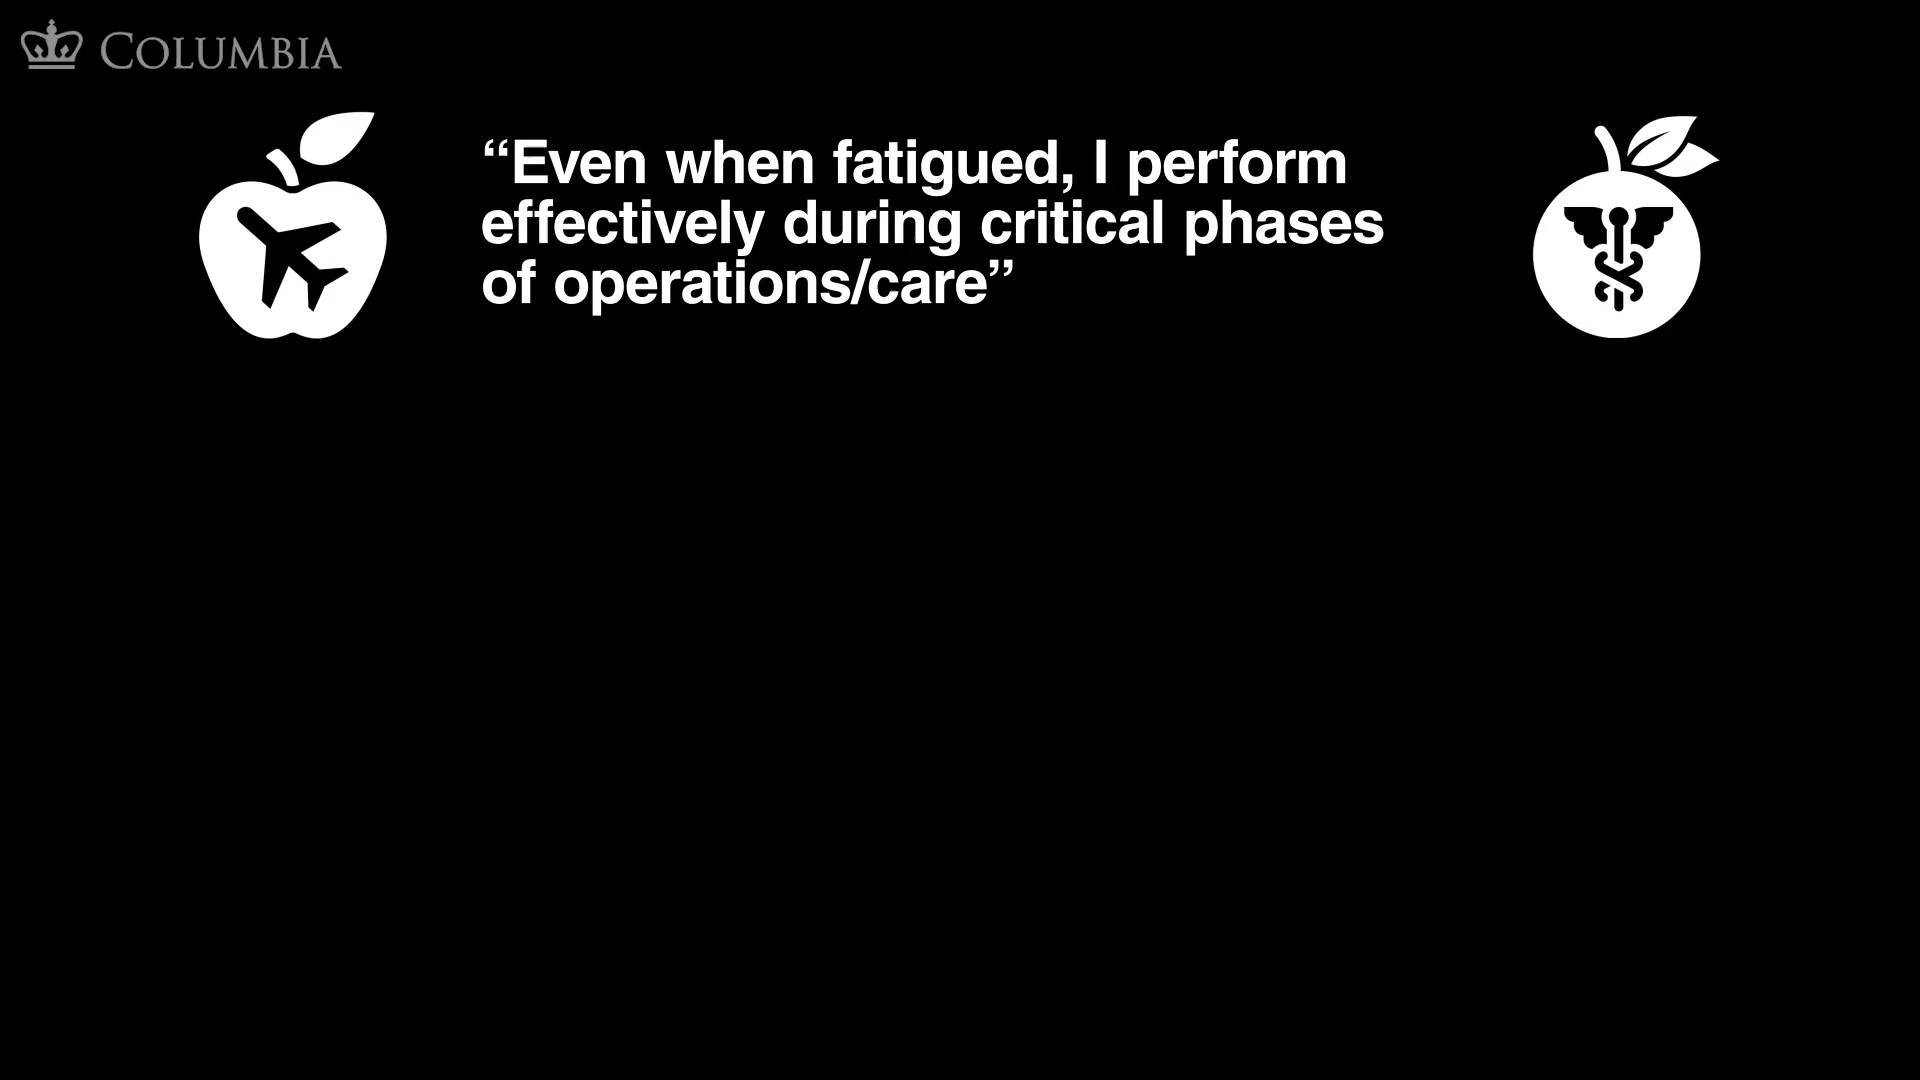 COLUMBIA
“Even when fatigued, I perform
effectively during critical phases
of operations/care”